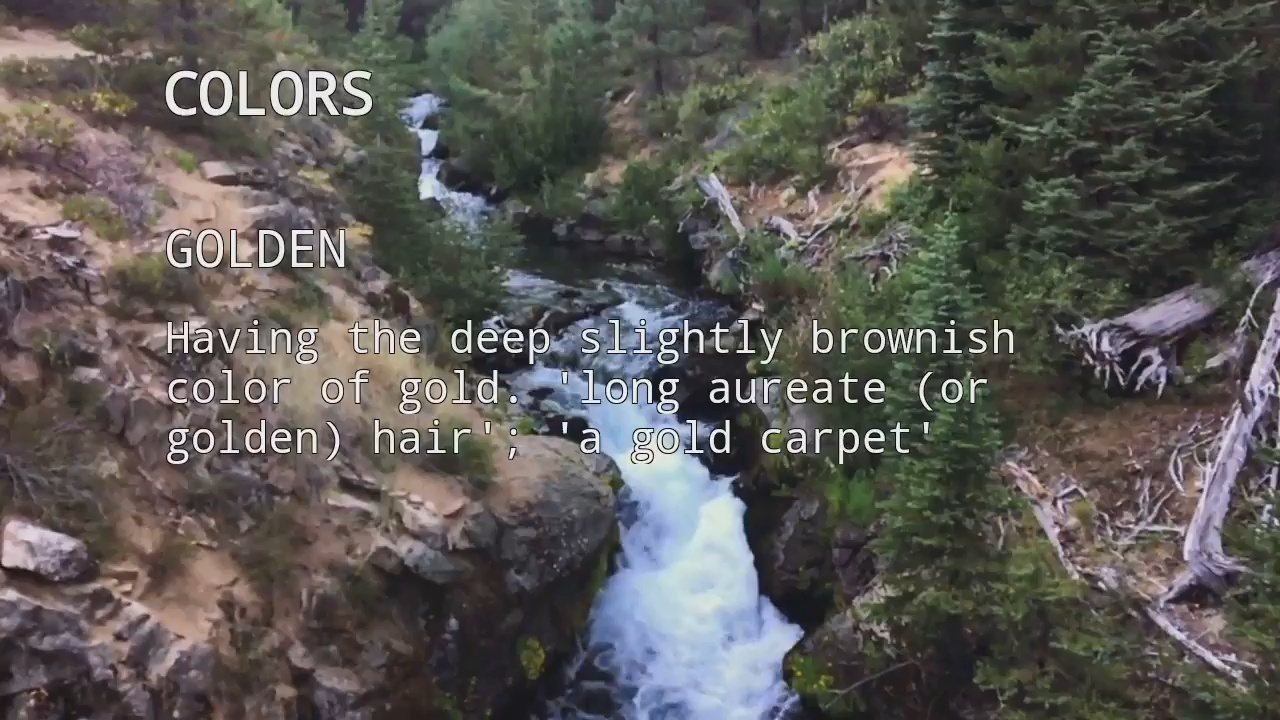 COLORS
GOLDEN
Having the deep slightly brownish
color of gold. 'long aureate (or
golden) hair'; 'a gold carpet'